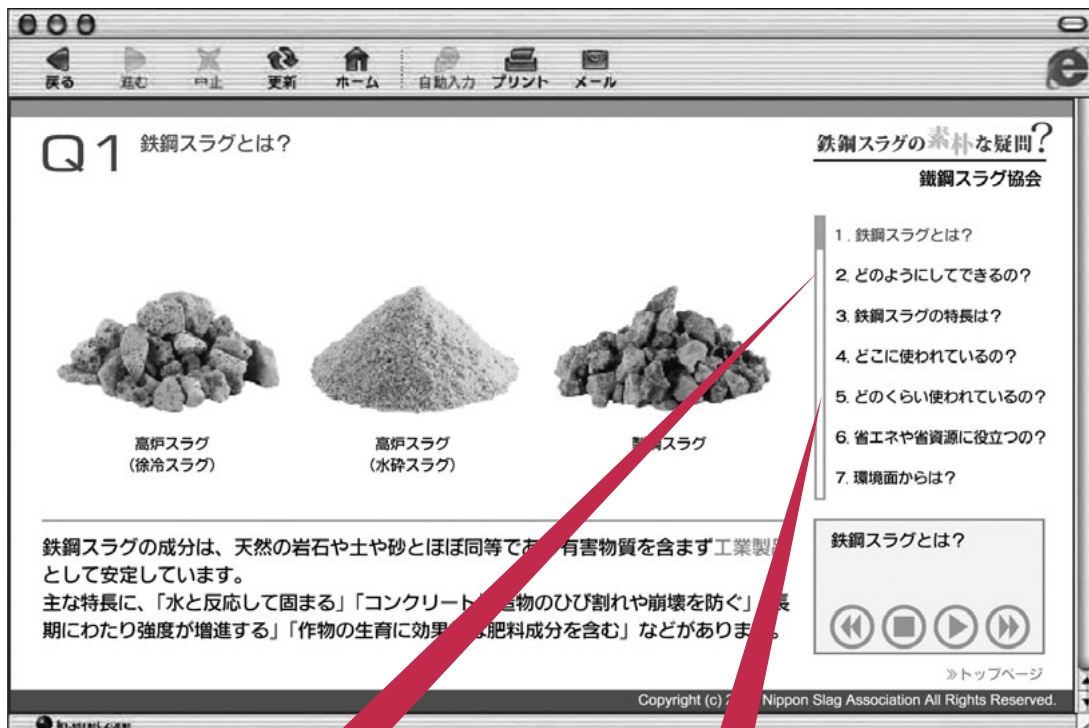 戻る 進む 中止 更新 ホーム 自動入力 プリント メール
Q1 鉄鋼スラグとは?
鉄鋼スラグの素朴な疑問?
鐵鋼スラグ協会
1. 鉄鋼スラグとは?
2. どのようにしてできるの?
3. 鉄鋼スラグの特長は?
4. どこに使われているの?
5. どのくらい使われているの?
6. 省エネや省資源に役立つの?
7. 環境面からは?
高炉スラグ
(徐冷スラグ)
高炉スラグ
(水砕スラグ)
スラグ
鉄鋼スラグの成分は、天然の岩石や土や砂とほぼ同等で 有害物質を含まず工業製品
として安定しています。
主な特長に、「水と反応して固まる」「コンクリート 造物のひび割れや崩壊を防ぐ」 長
期にわたり強度が増進する」「作物の生育に効果 な肥料成分を含む」などがあります。
鉄鋼スラグとは?
≫トップページ
Copyright (c) 2 Nippon Slag Association All Rights Reserved.
Internet zone